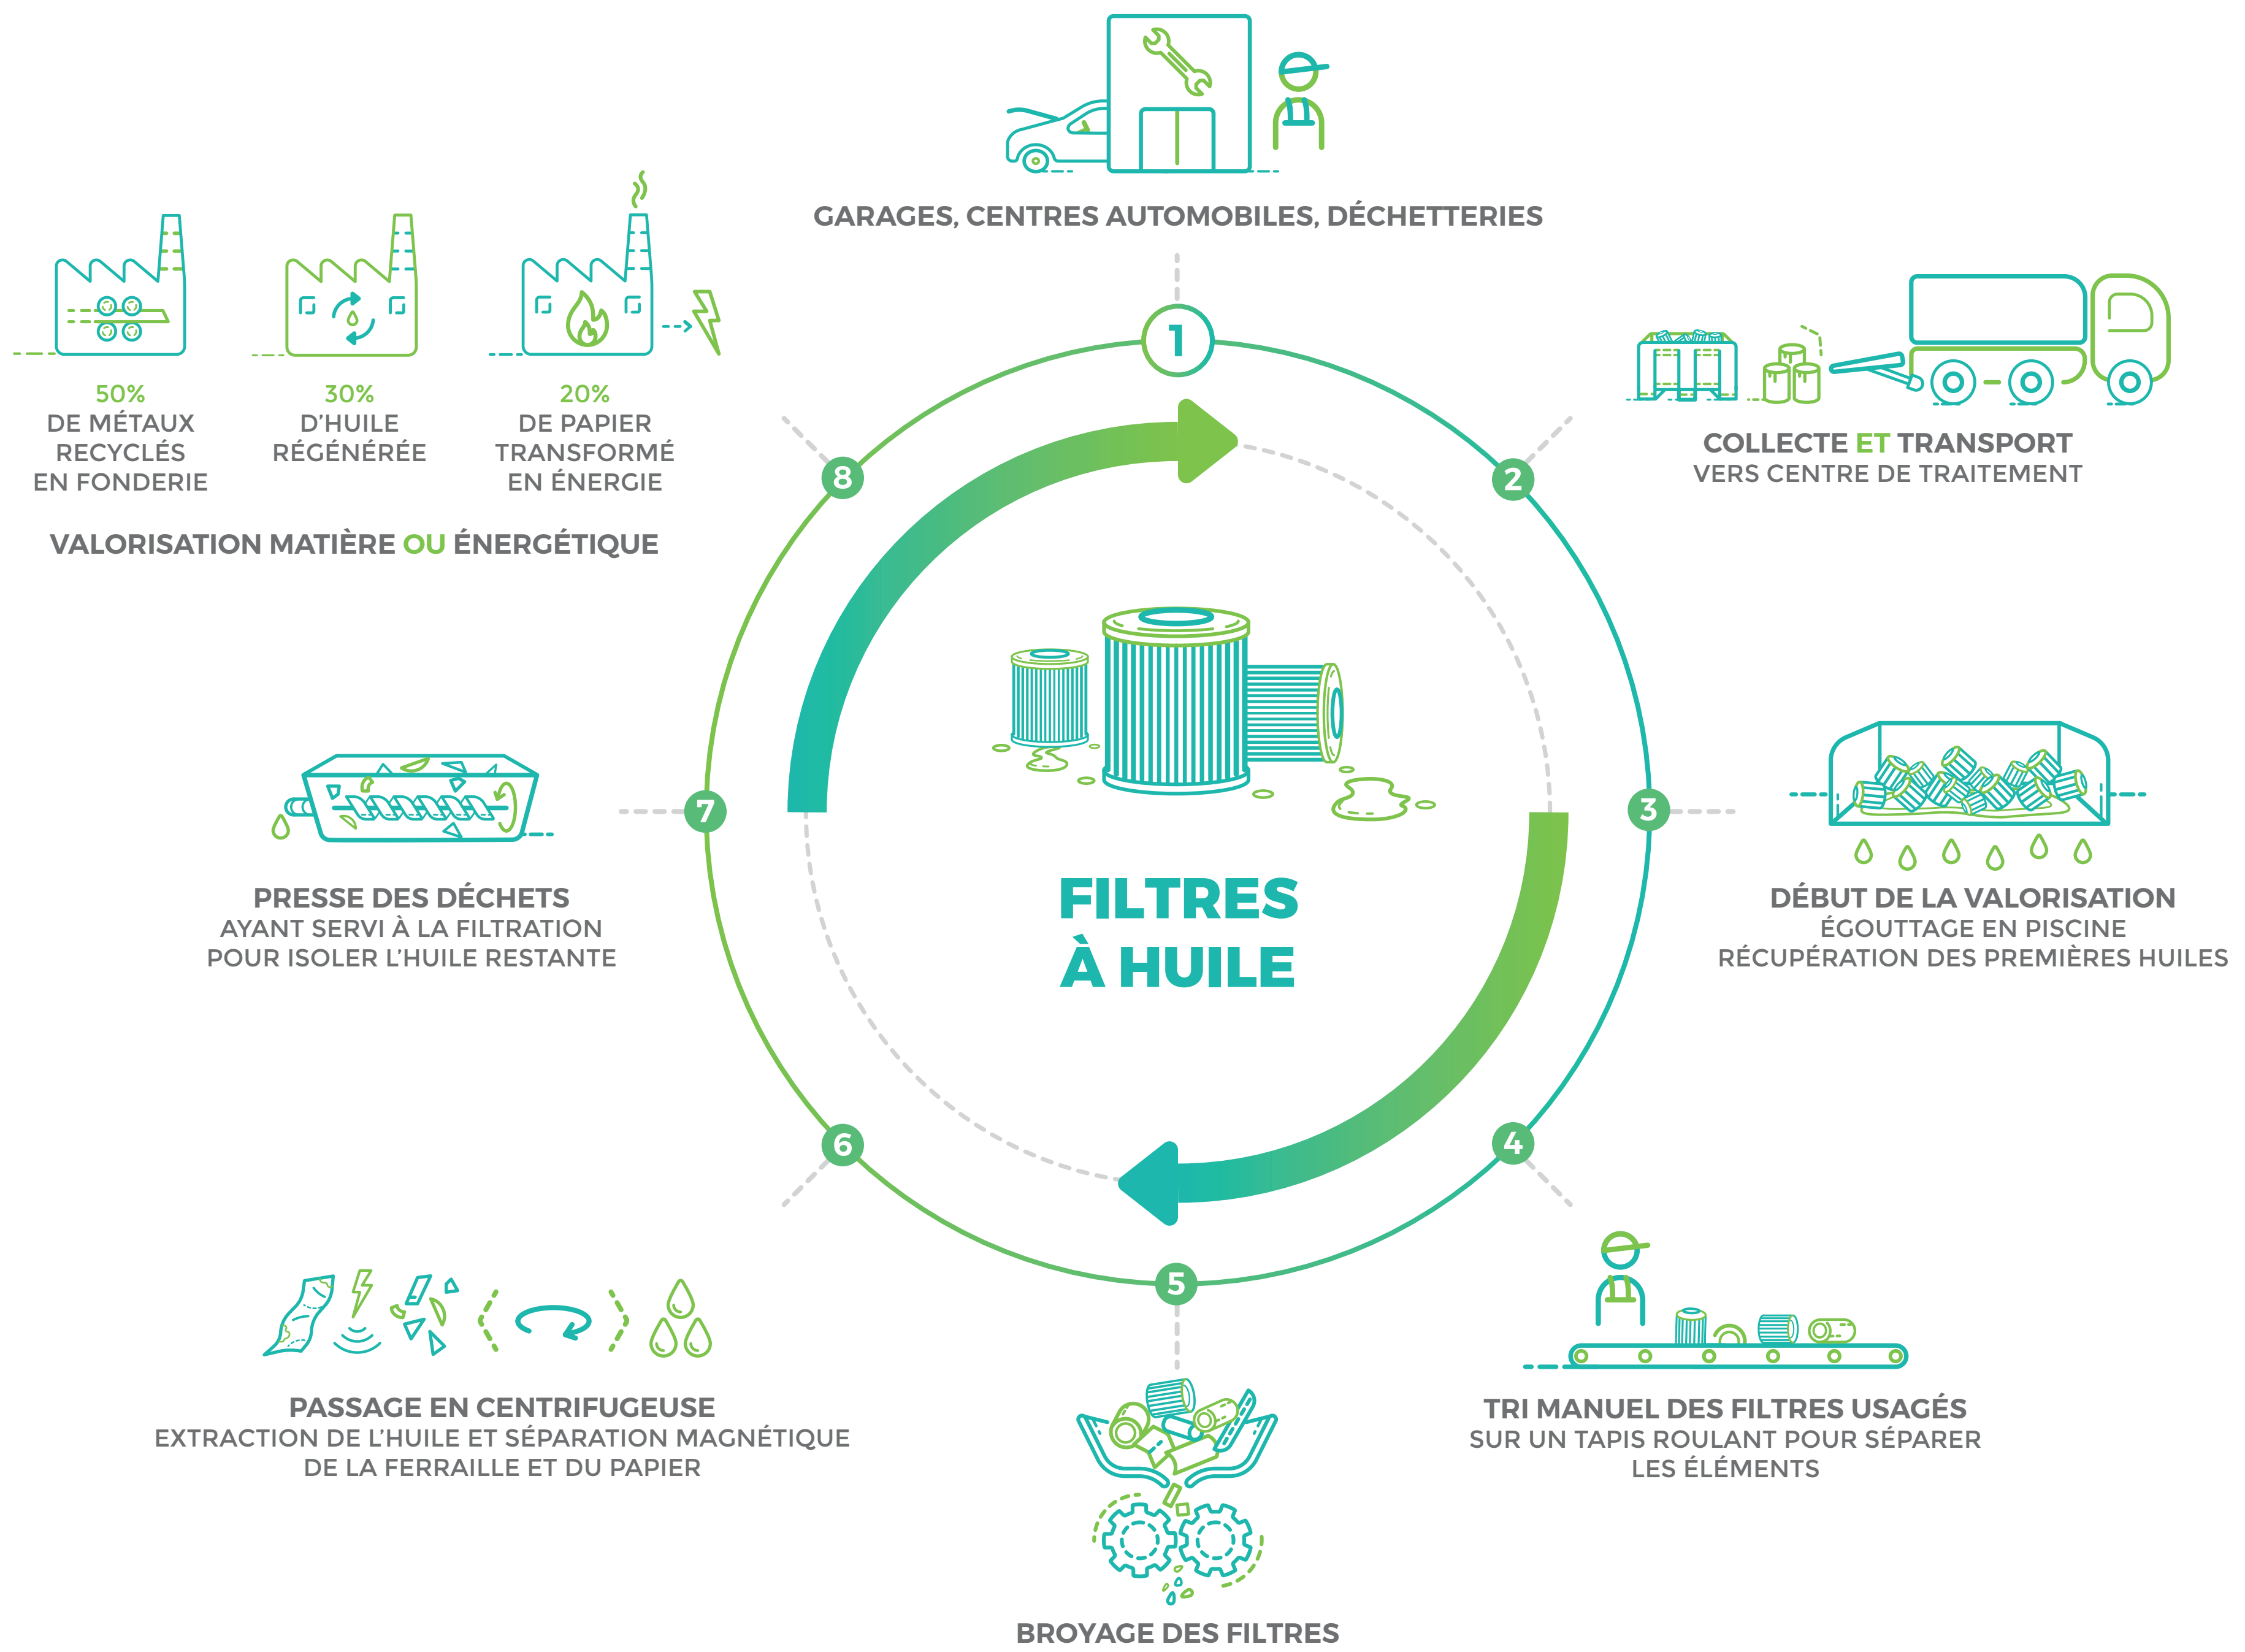 GARAGES, CENTRES AUTOMOBILES, DÉCHETTERIES
1
2
COLLECTE ET TRANSPORT
VERS CENTRE DE TRAITEMENT
3
DÉBUT DE LA VALORISATION
ÉGOUTTAGE EN PISCINE
RÉCUPÉRATION DES PREMIÈRES HUILES
4
TRI MANUEL DES FILTRES USAGÉS
SUR UN TAPIS ROULANT POUR SÉPARER
LES ÉLÉMENTS
5
BROYAGE DES FILTRES
6
PASSAGE EN CENTRIFUGEUSE
EXTRACTION DE L'HUILE ET SÉPARATION MAGNÉTIQUE
DE LA FERRAILLE ET DU PAPIER
7
PRESSE DES DÉCHETS
AYANT SERVI À LA FILTRATION
POUR ISOLER L'HUILE RESTANTE
8
50%
DE MÉTAUX
RECYCLÉS
EN FONDERIE
30%
D'HUILE
RÉGÉNÉRÉE
20%
DE PAPIER
TRANSFORMÉ
EN ÉNERGIE
VALORISATION MATIÈRE OU ÉNERGÉTIQUE
FILTRES
À HUILE